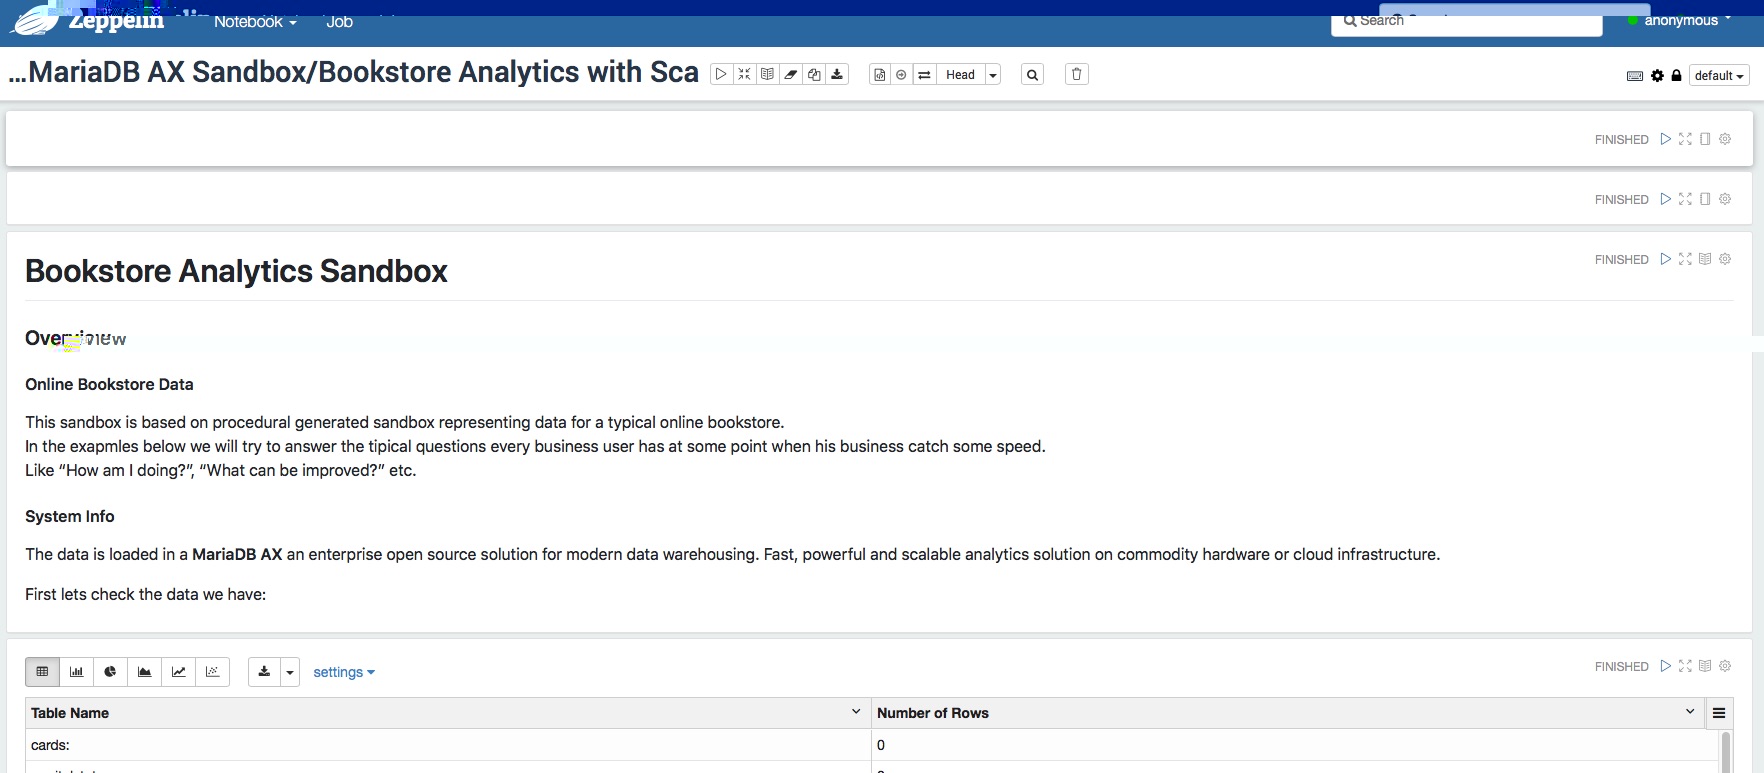 Zeppelin Notebook Job Search anonymous
...MariaDB AX Sandbox/Bookstore Analytics with Sca Head default
FINISHED
FINISHED
Bookstore Analytics Sandbox FINISHED
Overview
Online Bookstore Data
This sandbox is based on procedural generated sandbox representing data for a typical online bookstore.
In the exapmles below we will try to answer the tipical questions every business user has at some point when his business catch some speed.
Like “How am I doing?”, “What can be improved?” etc.
System Info
The data is loaded in a MariaDB AX an enterprise open source solution for modern data warehousing. Fast, powerful and scalable analytics solution on commodity hardware or cloud infrastructure.
First lets check the data we have:
settings FINISHED
Table Name Number of Rows
cards: 0